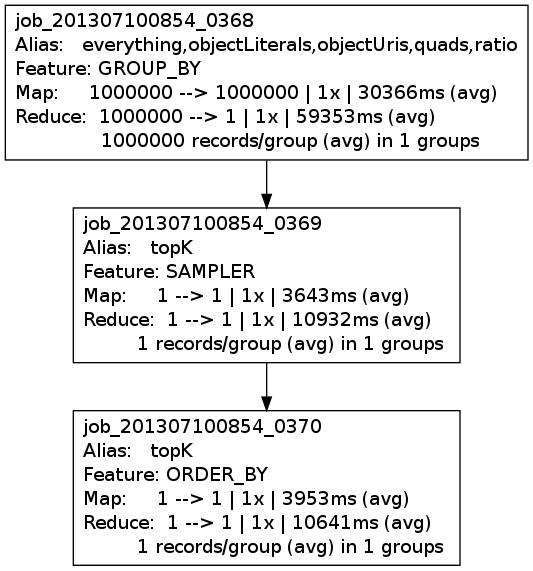 job_201307100854_0368
Alias:   everything,objectLiterals,objectUris,quads,ratio
Feature: GROUP_BY
Map:     1000000 --> 1000000 | 1x | 30366ms (avg)
Reduce:  1000000 --> 1 | 1x | 59353ms (avg)
1000000 records/group (avg) in 1 groups
job_201307100854_0369
Alias:   topK
Feature: SAMPLER
Map:     1 --> 1 | 1x | 3643ms (avg)
Reduce:  1 --> 1 | 1x | 10932ms (avg)
1 records/group (avg) in 1 groups
job_201307100854_0370
Alias:   topK
Feature: ORDER_BY
Map:     1 --> 1 | 1x | 3953ms (avg)
Reduce:  1 --> 1 | 1x | 10641ms (avg)
1 records/group (avg) in 1 groups